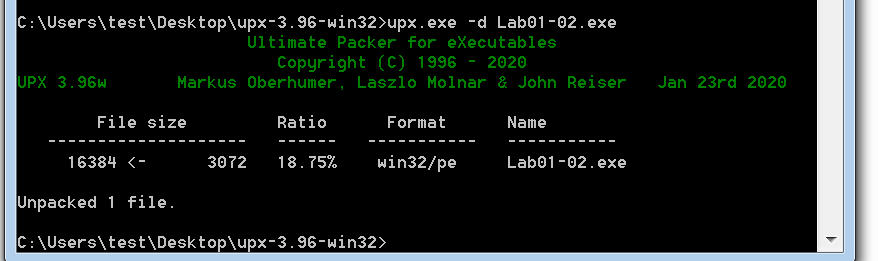 C:\Users\test\Desktop\upx-3.96-win32>upx.exe -d Lab01-02.exe
Ultimate Packer for eXecutables
Copyright (C) 1996 - 2020
UPX 3.96w Markus Oberhumer, Laszlo Molnar & John Reiser Jan 23rd 2020
File size Ratio Format Name
-------------------- ------ ----------- -----------
16384 <- 3072 18.75% win32/pe Lab01-02.exe
Unpacked 1 file.
C:\Users\test\Desktop\upx-3.96-win32>